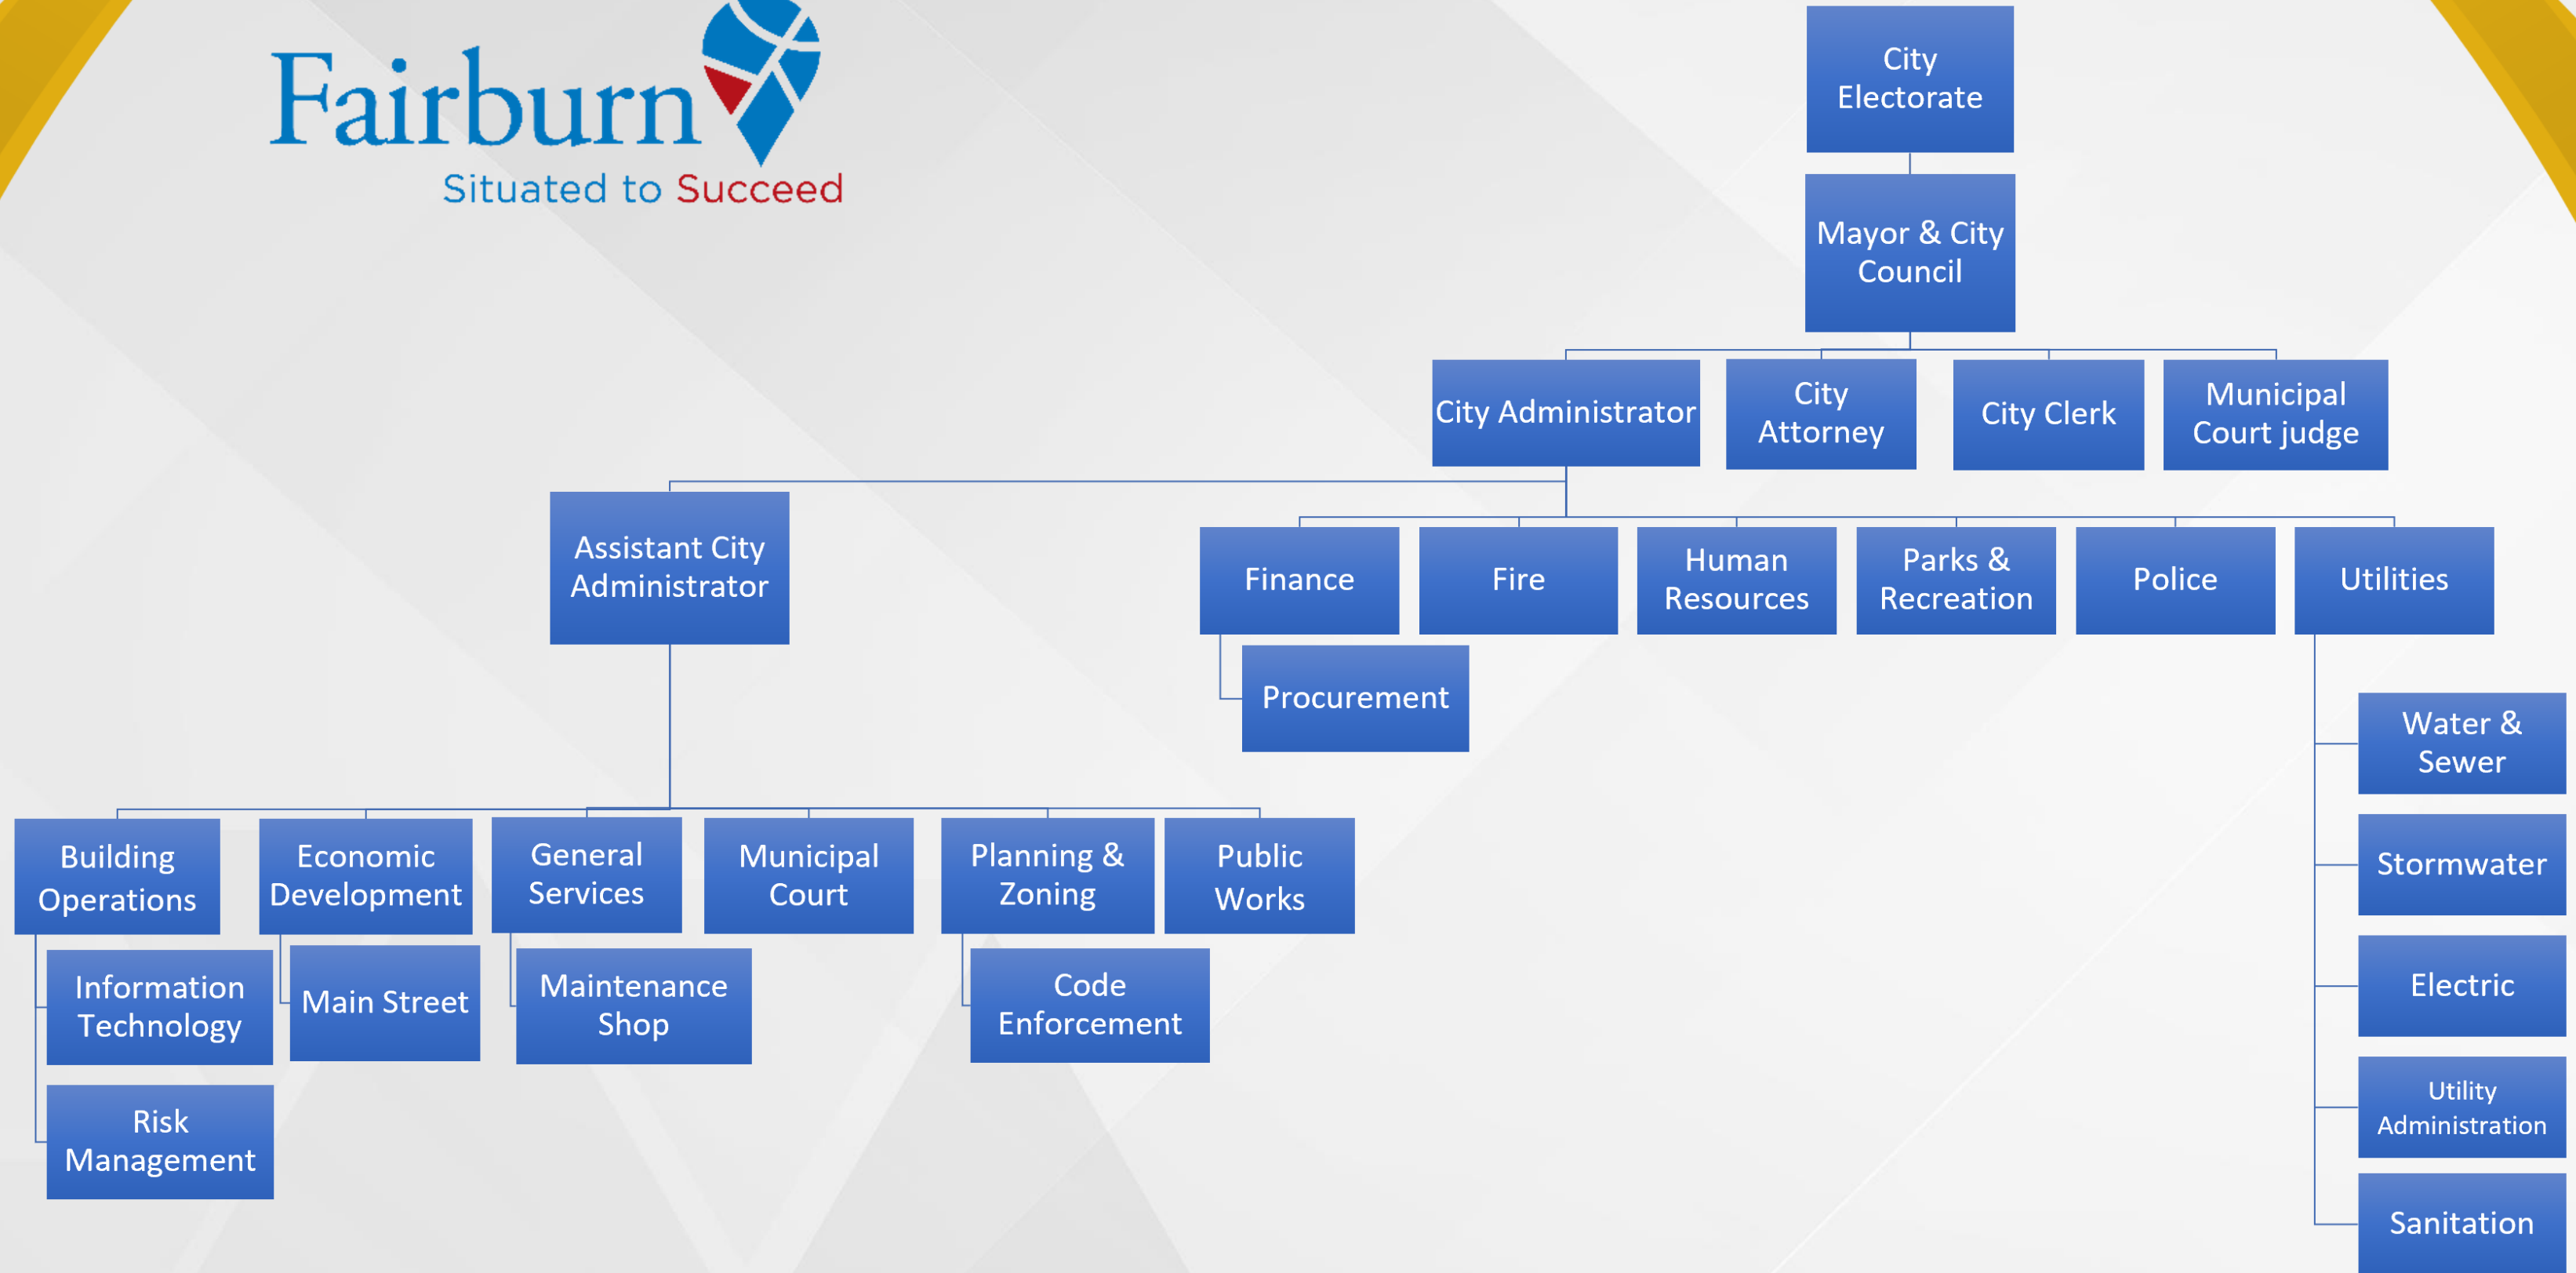 Fairburn
Situated to Succeed
City
Electorate
Mayor & City
Council
City Administrator
City
Attorney
City Clerk
Municipal
Court judge
Assistant City
Administrator
Finance
Fire
Human
Resources
Parks &
Recreation
Police
Utilities
Procurement
Water &
Sewer
Stormwater
Electric
Utility
Administration
Sanitation
Building
Operations
Economic
Development
General
Services
Municipal
Court
Planning &
Zoning
Public
Works
Information
Technology
Main Street
Maintenance
Shop
Code
Enforcement
Risk
Management